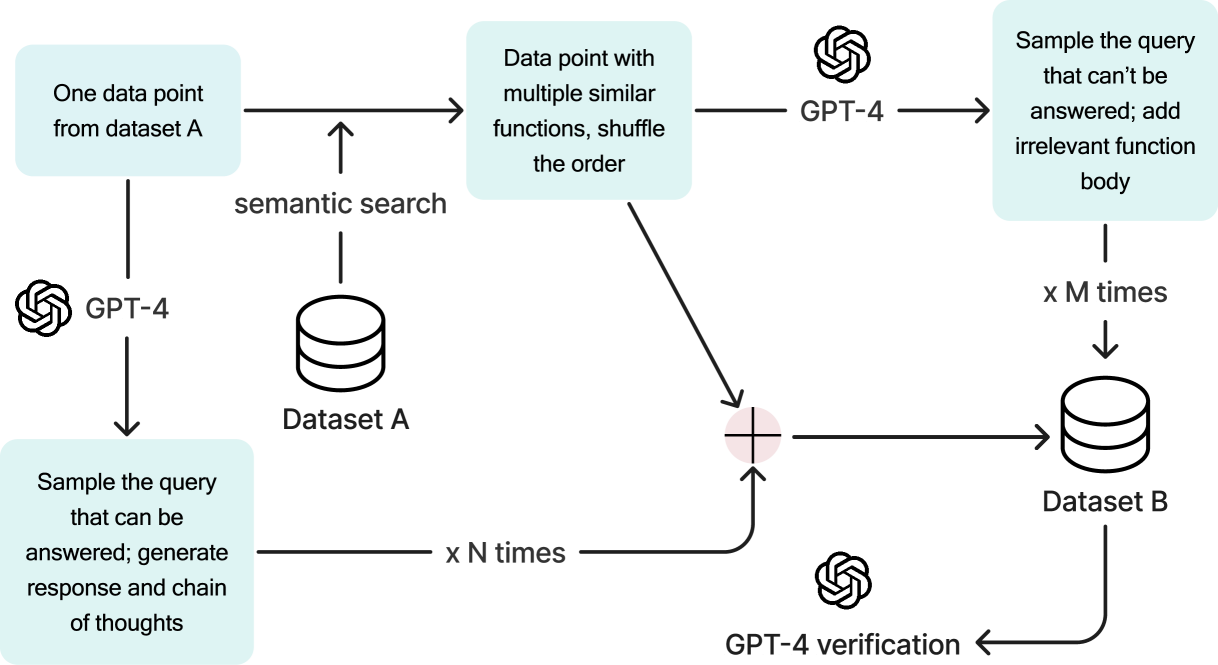 One data point
from dataset A
Data point with
multiple similar
functions, shuffle
the order
GPT-4
Sample the query
that can’t be
answered; add
irrelevant function
body
semantic search
GPT-4
Dataset A
x M times
Sample the query
that can be
answered; generate
response and chain
of thoughts
x N times
Dataset B
GPT-4 verification